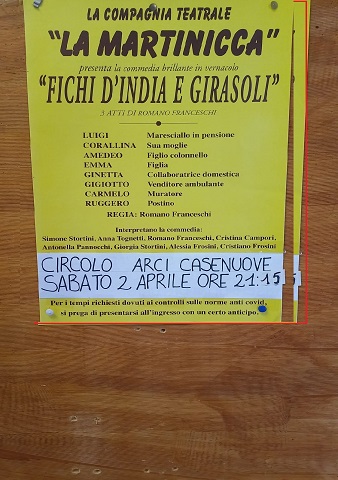 LA COMPAGNIA TEATRALE
"LA MARTINICCA"
presenta la commedia brillante in vernacolo
"FICHI D'INDIA E GIRASOLI"
3 ATTI DI ROMANO FRANCESCHI
LUIGI Maresciallo in pensione
CORALLINA Sua moglie
AMEDEO Figlio colonnello
EMMA Figlia
GINETTA Collaboratrice domestica
GIGIOTTO Venditore ambulante
CARMELO Muratore
RUGGERO Postino
REGIA: Romano Franceschi
Interpretano la commedia:
Simone Stortini, Anna Tognetti, Romano Franceschi, Cristina Campori,
Antonella Pannocchi, Giorgia Stortini, Alessia Frosini, Cristiano Frosini
CIRCOLO ARCI CASENUOVE
SABATO 2 APRILE ORE 21:15
Per i tempi richiesti dovuti ai controlli sulle norme anti covid,
si prega di presentarsi all'ingresso con un certo anticipo.